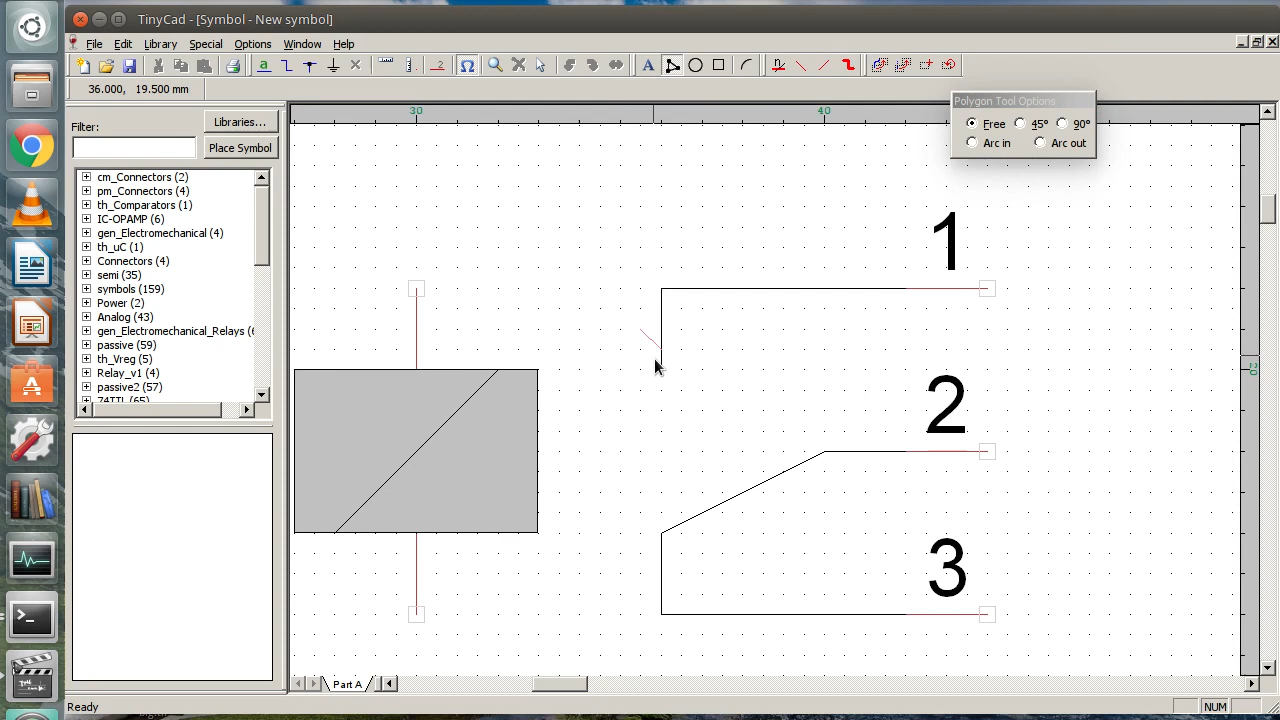 TinyCad - [Symbol - New symbol]
File Edit Library Special Options Window Help
36.000, 19.500 mm
Filter:
Libraries...
Place Symbol
cm_Connectors (2)
pm_Connectors (4)
th_Comparators (1)
IC-OPAMP (6)
gen_Electromechanical (4)
th_uC (1)
Connectors (4)
semi (35)
symbols (159)
Power (2)
Analog (43)
gen_Electromechanical_Relays (
passive (59)
th_Vreg (5)
Relay_v1 (4)
passive2 (57)
74TTL (65)
30
40
20
Polygon Tool Options
Free 45° 90°
Arc in Arc out
1
2
3
Part A
Ready
NUM